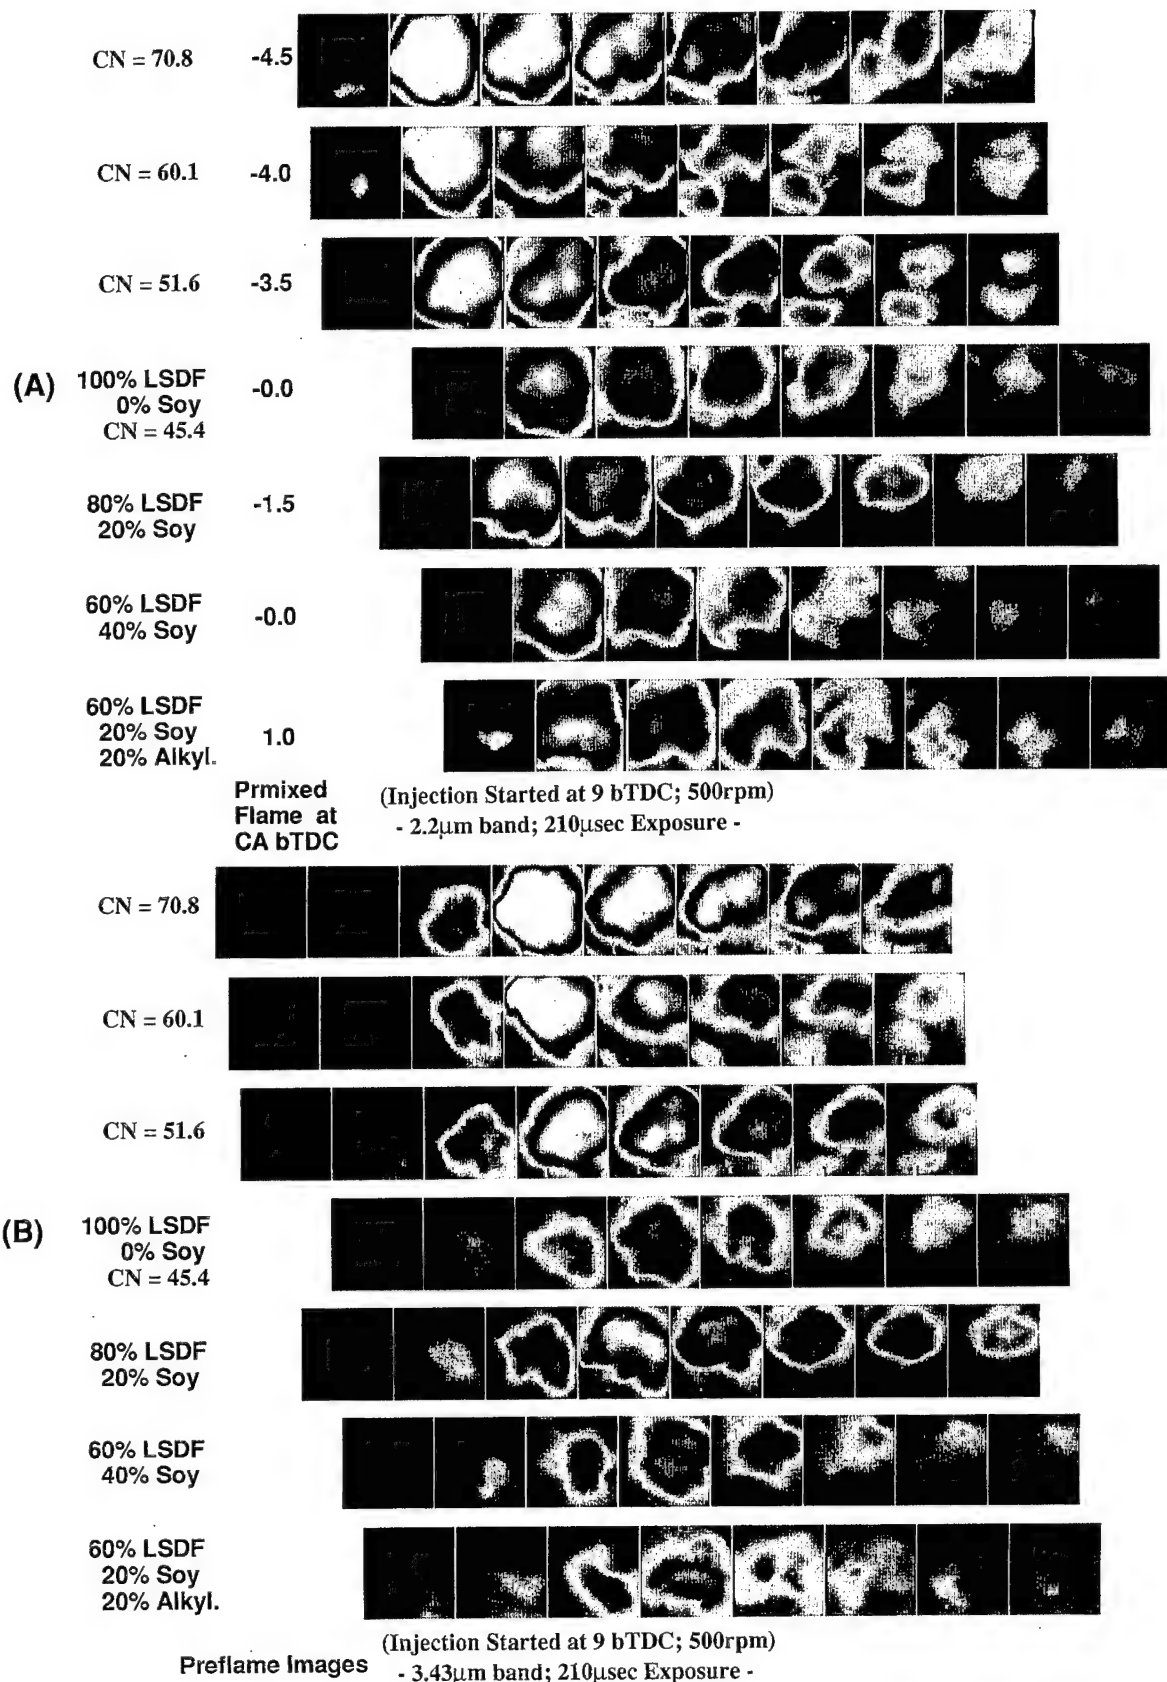 CN = 70.8 -4.5
CN = 60.1 -4.0
CN = 51.6 -3.5
(A) 100% LSDF -0.0
0% Soy
CN = 45.4
80% LSDF -1.5
20% Soy
60% LSDF -0.0
40% Soy
60% LSDF
20% Soy 1.0
20% Alkyl.
Prmixed
Flame at
CA bTDC
(Injection Started at 9 bTDC; 500rpm)
- 2.2µm band; 210µsec Exposure -
CN = 70.8
CN = 60.1
CN = 51.6
(B) 100% LSDF
0% Soy
CN = 45.4
80% LSDF
20% Soy
60% LSDF
40% Soy
60% LSDF
20% Soy
20% Alkyl.
Preflame Images
(Injection Started at 9 bTDC; 500rpm)
- 3.43µm band; 210µsec Exposure -